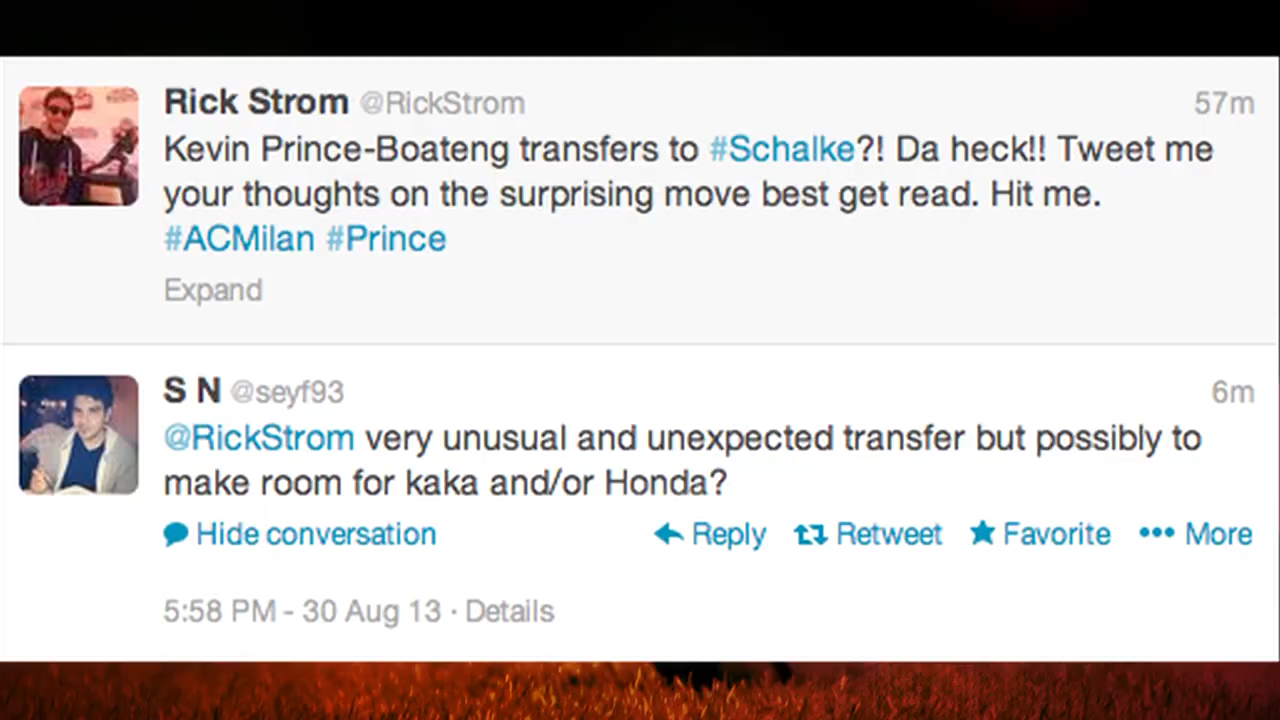 Rick Strom @RickStrom 57m
Kevin Prince-Boateng transfers to #Schalke?! Da heck!! Tweet me
your thoughts on the surprising move best get read. Hit me.
#ACMilan #Prince
Expand
S N @seyf93 6m
@RickStrom very unusual and unexpected transfer but possibly to
make room for kaka and/or Honda?
Hide conversation Reply Retweet Favorite More
5:58 PM - 30 Aug 13 · Details